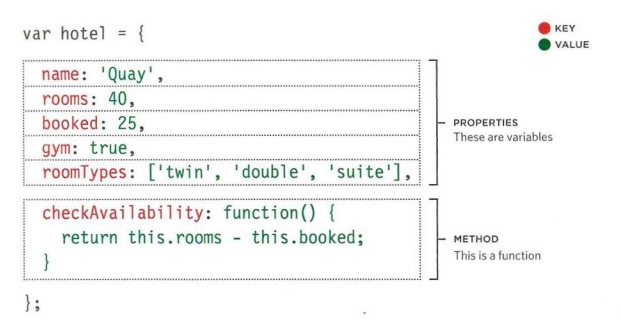 var hotel = {
KEY
VALUE
name: 'Quay',
rooms: 40,
booked: 25,
gym: true,
roomTypes: ['twin', 'double', 'suite'],
PROPERTIES
These are variables
checkAvailability: function() {
return this.rooms - this.booked;
}
METHOD
This is a function
};